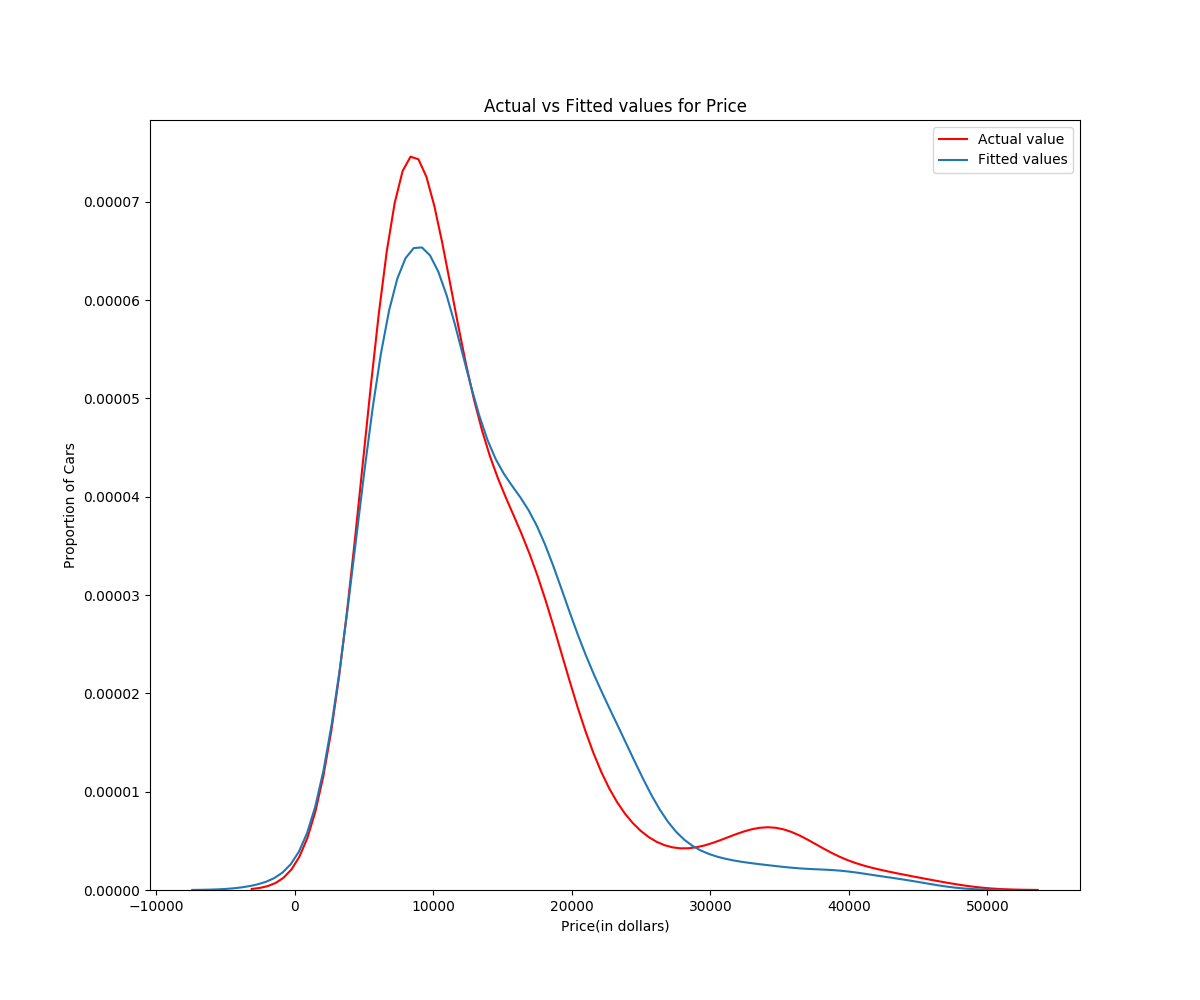 Actual vs Fitted values for Price
Actual value
Fitted values
0.00007
0.00006
0.00005
0.00004
0.00003
0.00002
0.00001
0.00000
Proportion of Cars
−10000 0 10000 20000 30000 40000 50000
Price(in dollars)